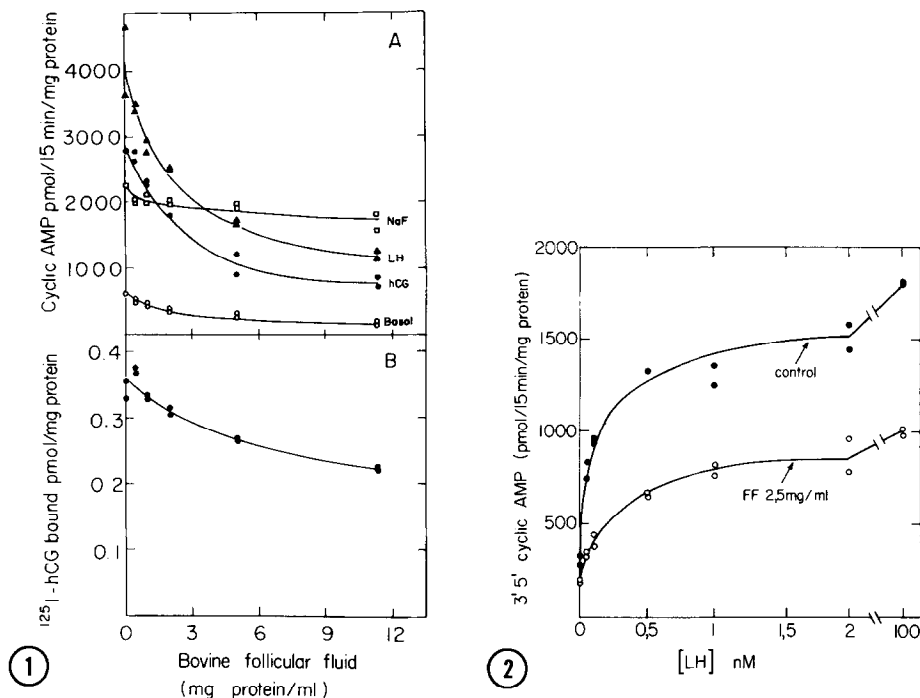 Cyclic AMP pmol/15 min/mg protein
4000
3000
2000
1000
A
NaF
LH
hCG
Basal
125I-hCG bound pmol/mg protein
0.4
0.3
0.2
0.1
B
0 3 6 9 12
Bovine follicular fluid
(mg protein/ml)
1
3'5' cyclic AMP (pmol/15 min/mg protein)
2000
1500
1000
500
control
FF 2,5mg/ml
0 0,5 1 1,5 2 100
[LH] nM
2